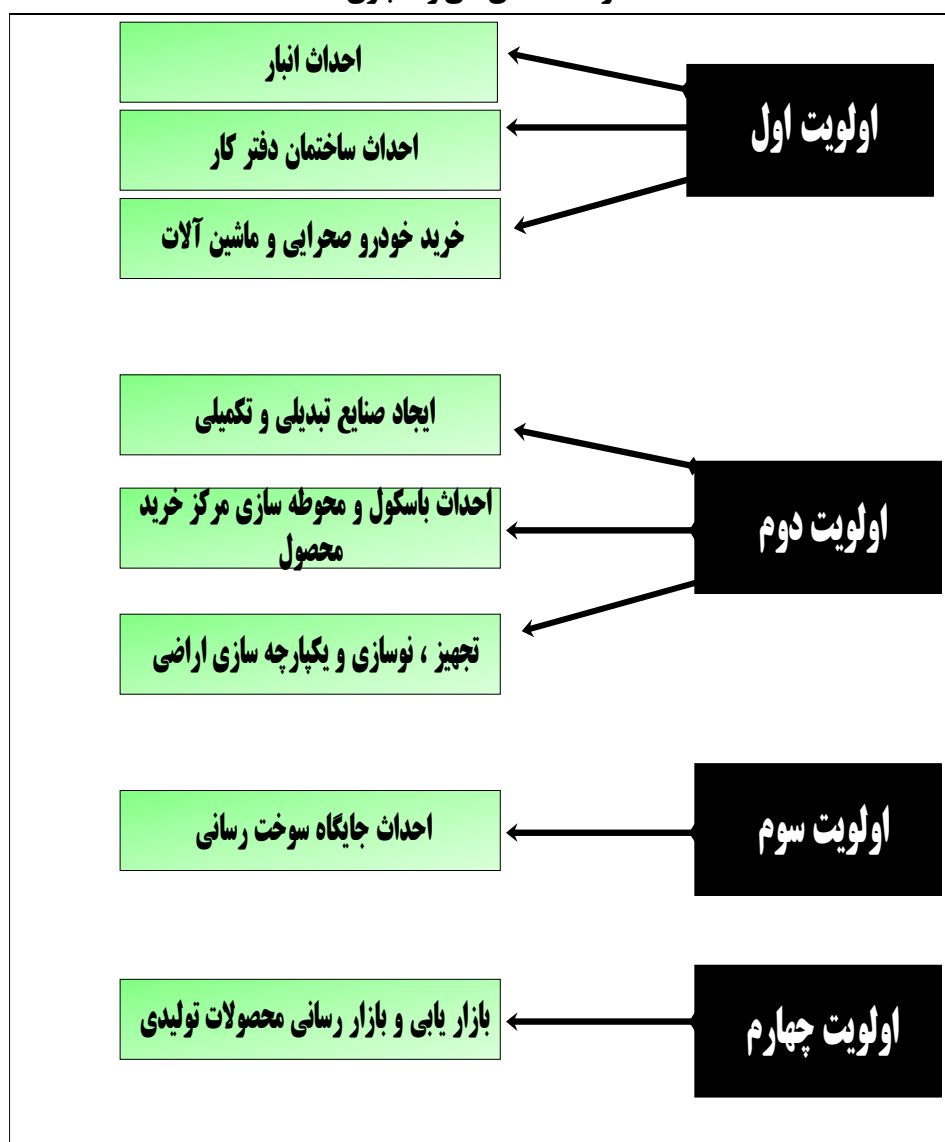 اولویت اول
احداث انبار
احداث ساختمان دفتر کار
خرید خودرو صحرایی و ماشین آلات
اولویت دوم
ایجاد صنایع تبدیلی و تکمیلی
احداث باسکول و محوطه سازی مرکز خرید
محصول
تجهیز ، نوسازی و یکپارچه سازی اراضی
اولویت سوم
احداث جایگاه سوخت رسانی
اولویت چهارم
بازار یابی و بازار رسانی محصولات تولیدی